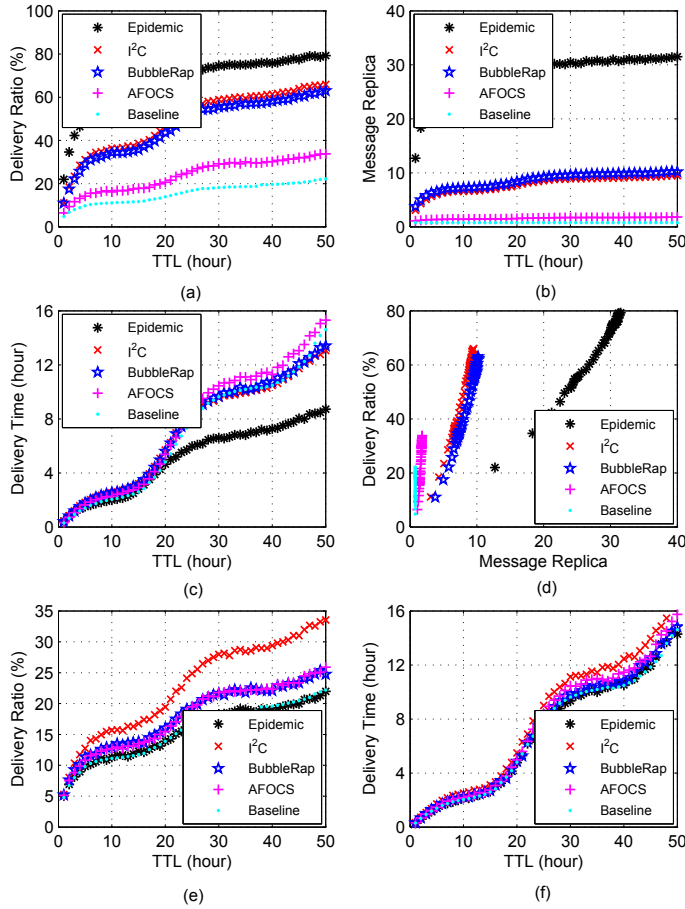 Delivery Ratio (%)
100
80
60
40
20
0
Epidemic
I²C
BubbleRap
AFOCS
Baseline
0 10 20 30 40 50
TTL (hour)
(a)
Message Replica
40
30
20
10
0
Epidemic
I²C
BubbleRap
AFOCS
Baseline
0 10 20 30 40 50
TTL (hour)
(b)
Delivery Time (hour)
16
12
8
4
0
Epidemic
I²C
BubbleRap
AFOCS
Baseline
0 10 20 30 40 50
TTL (hour)
(c)
Delivery Ratio (%)
80
60
40
20
0
Epidemic
I²C
BubbleRap
AFOCS
Baseline
0 10 20 30 40
Message Replica
(d)
Delivery Ratio (%)
35
30
25
20
15
10
5
0
Epidemic
I²C
BubbleRap
AFOCS
Baseline
0 10 20 30 40 50
TTL (hour)
(e)
Delivery Time (hour)
16
12
8
4
0
Epidemic
I²C
BubbleRap
AFOCS
Baseline
0 10 20 30 40 50
TTL (hour)
(f)